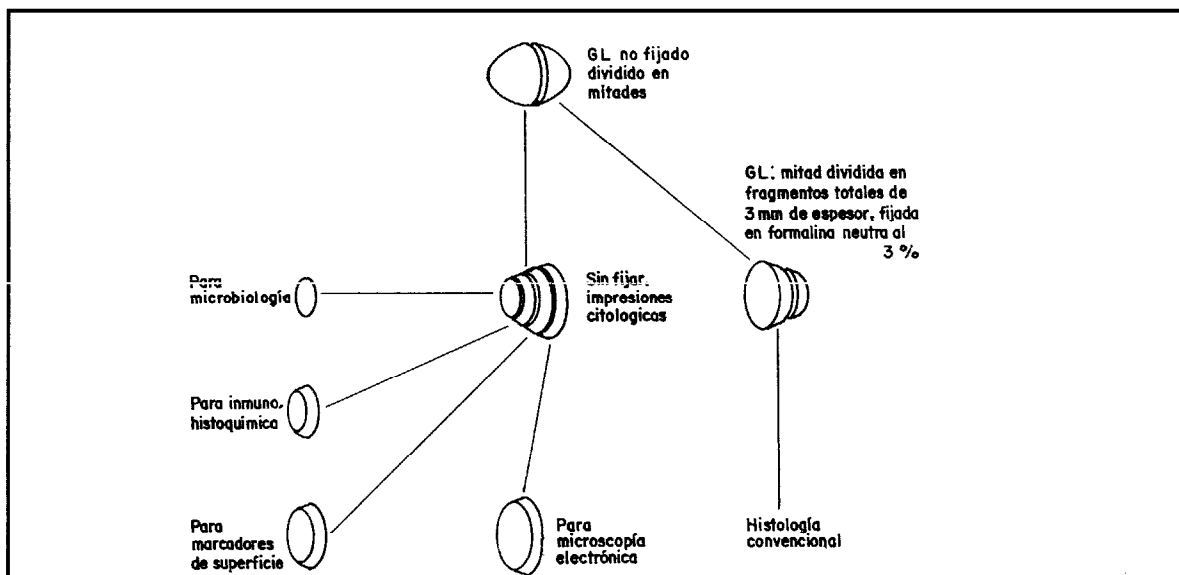 GL no fijado
dividido en
mitades
GL: mitad dividida en
fragmentos totales de
3 mm de espesor, fijada
en formalina neutra al
3 %
Para
microbiología
Sin fijar,
impresiones
citologicas
Para inmuno,
histoquímica
Para
marcadores
de superficie
Para
microscopía
electrónica
Histología
convencional